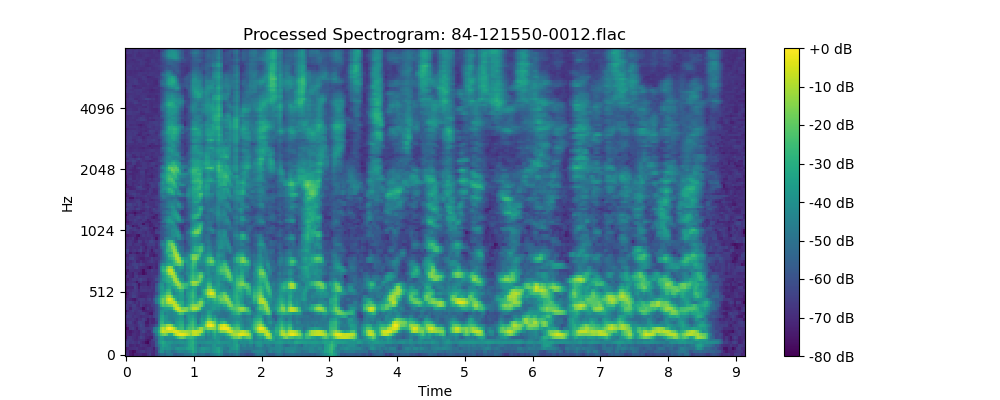 Processed Spectrogram: 84-121550-0012.flac
Hz
4096
2048
1024
512
0
0 1 2 3 4 5 6 7 8 9
Time
+0 dB
-10 dB
-20 dB
-30 dB
-40 dB
-50 dB
-60 dB
-70 dB
-80 dB